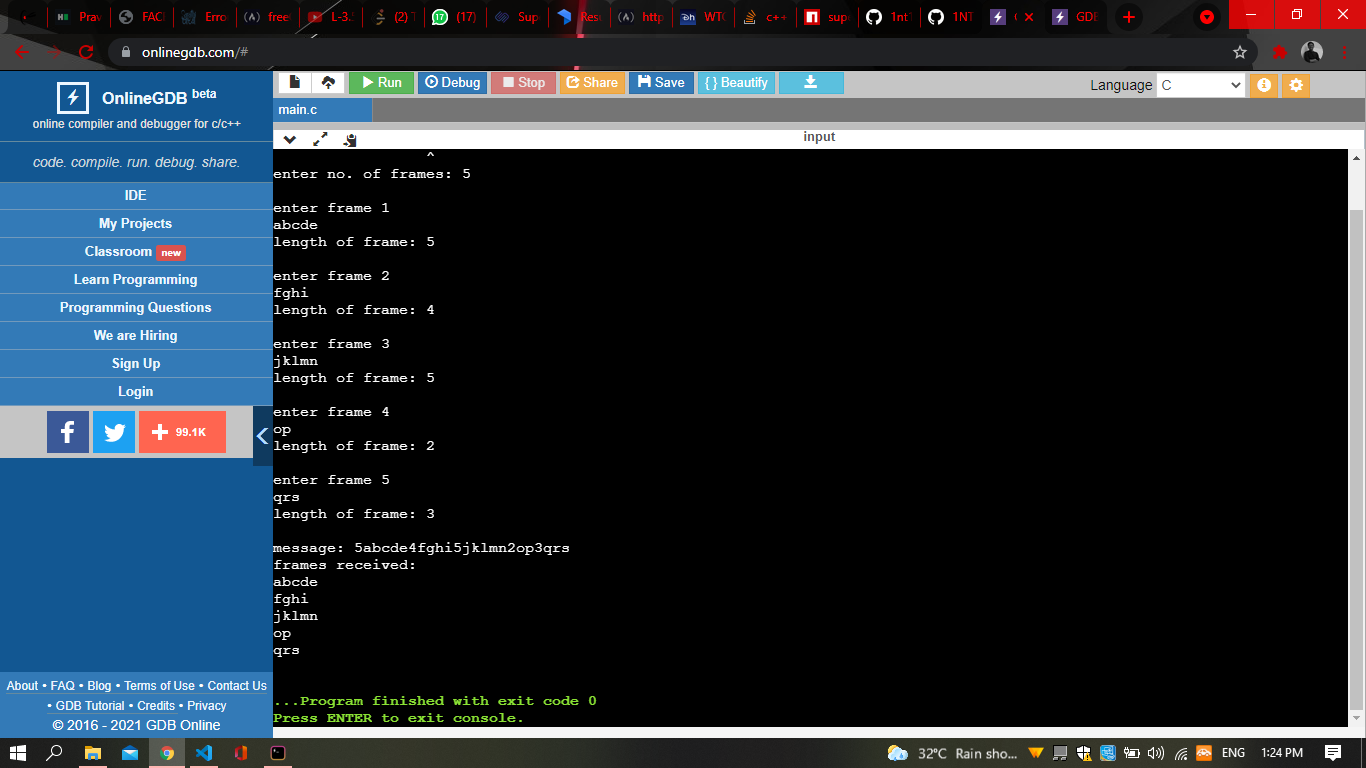 Prav
FAC
Erro
freef
L-3.
(2) T
(17)
Sup
Resu
http
WTC
c++
supe
1nt
1NT
GDE
onlinegdb.com/#
OnlineGDB beta
online compiler and debugger for c/c++
code. compile. run. debug. share.
IDE
My Projects
Classroom new
Learn Programming
Programming Questions
We are Hiring
Sign Up
Login
99.1K
About • FAQ • Blog • Terms of Use • Contact Us
• GDB Tutorial • Credits • Privacy
© 2016 - 2021 GDB Online
Run Debug Stop Share Save { } Beautify
Language C
main.c
input
^
enter no. of frames: 5
enter frame 1
abcde
length of frame: 5
enter frame 2
fghi
length of frame: 4
enter frame 3
jklmn
length of frame: 5
enter frame 4
op
length of frame: 2
enter frame 5
qrs
length of frame: 3
message: 5abcde4fghi5jklmn2op3qrs
frames received:
abcde
fghi
jklmn
op
qrs
...Program finished with exit code 0
Press ENTER to exit console.
32°C Rain sho... ENG 1:24 PM